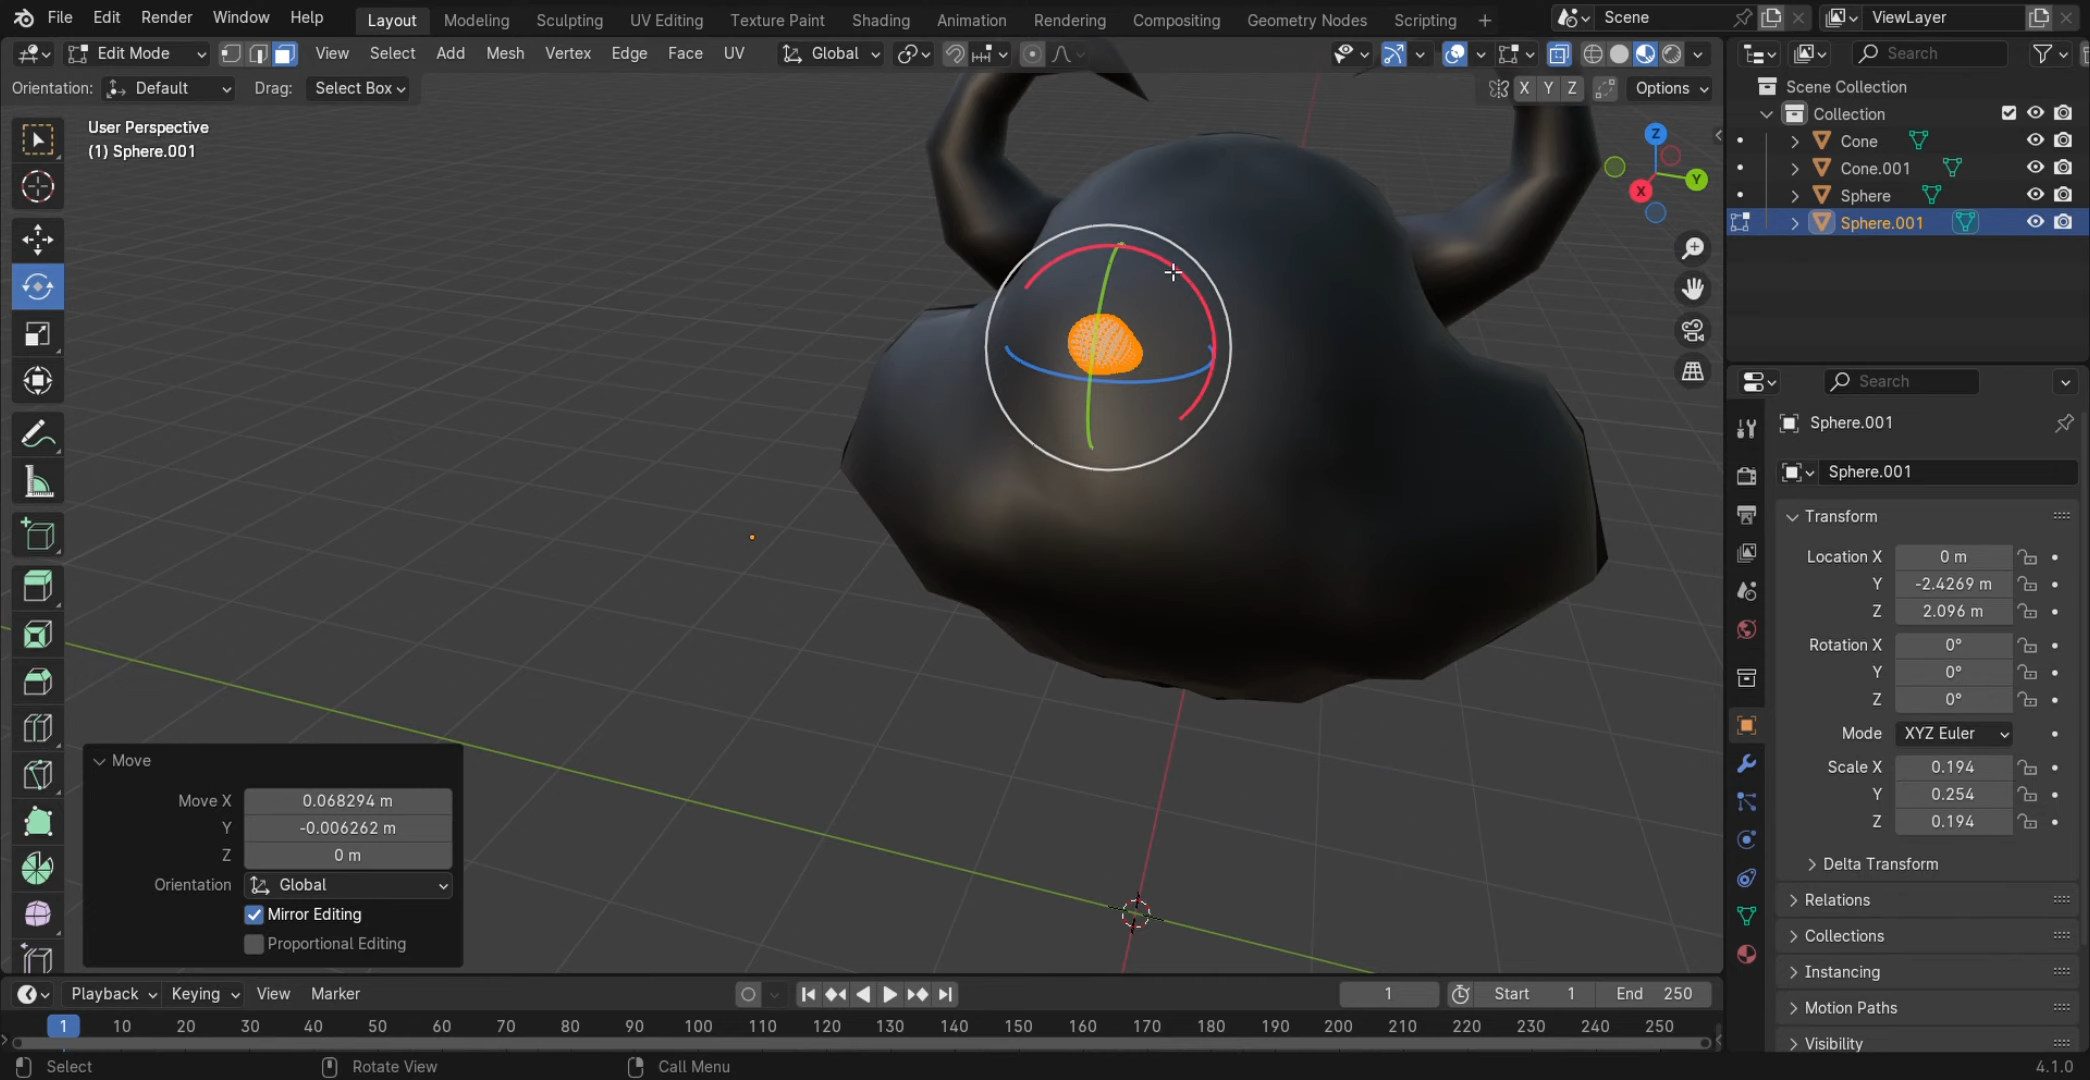 File Edit Render Window Help Layout Modeling Sculpting UV Editing Texture Paint Shading Animation Rendering Compositing Geometry Nodes Scripting + Scene ViewLayer
Edit Mode View Select Add Mesh Vertex Edge Face UV Global Search
Orientation: Default Drag: Select Box X Y Z Options
Scene Collection
Collection
Cone
Cone.001
Sphere
Sphere.001
User Perspective
(1) Sphere.001
Z
Y
X
Search
Sphere.001
Sphere.001
Transform
Location X 0 m
Y -2.4269 m
Z 2.096 m
Rotation X 0°
Y 0°
Z 0°
Mode XYZ Euler
Scale X 0.194
Y 0.254
Z 0.194
Delta Transform
Relations
Collections
Instancing
Motion Paths
Visibility
Move
Move X 0.068294 m
Y -0.006262 m
Z 0 m
Orientation Global
Mirror Editing
Proportional Editing
Playback Keying View Marker 1 Start 1 End 250
1 10 20 30 40 50 60 70 80 90 100 110 120 130 140 150 160 170 180 190 200 210 220 230 240 250
Select Rotate View Call Menu 4.1.0